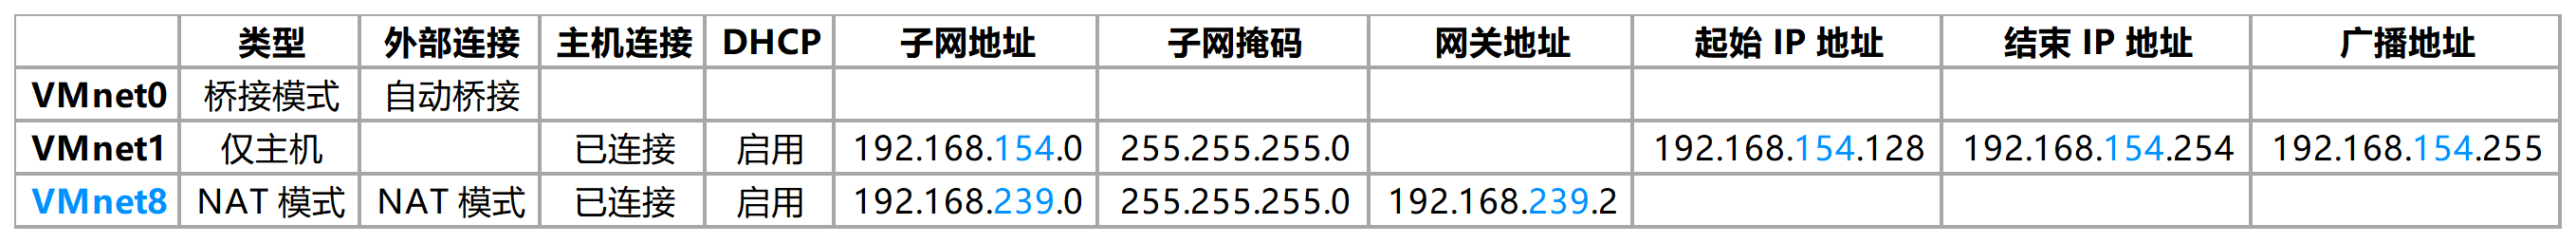 类型 外部连接 主机连接 DHCP 子网地址 子网掩码 网关地址 起始 IP 地址 结束 IP 地址 广播地址
VMnet0 桥接模式 自动桥接
VMnet1 仅主机 已连接 启用 192.168.154.0 255.255.255.0 192.168.154.128 192.168.154.254 192.168.154.255
VMnet8 NAT 模式 NAT 模式 已连接 启用 192.168.239.0 255.255.255.0 192.168.239.2